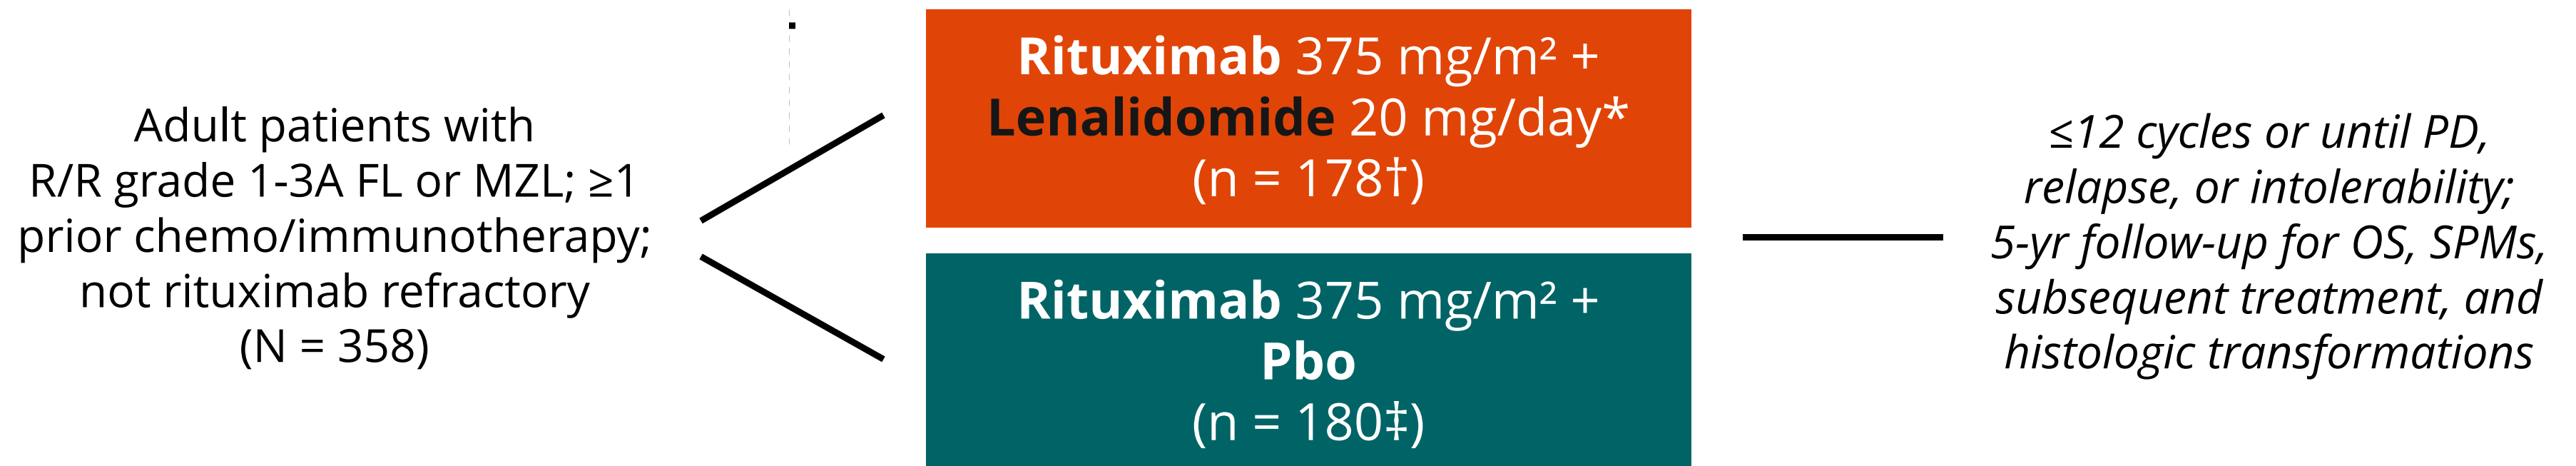 Adult patients with
R/R grade 1-3A FL or MZL; ≥1
prior chemo/immunotherapy;
not rituximab refractory
(N = 358)
Rituximab 375 mg/m² +
Lenalidomide 20 mg/day*
(n = 178†)
Rituximab 375 mg/m² +
Pbo
(n = 180‡)
≤12 cycles or until PD,
relapse, or intolerability;
5-yr follow-up for OS, SPMs,
subsequent treatment, and
histologic transformations